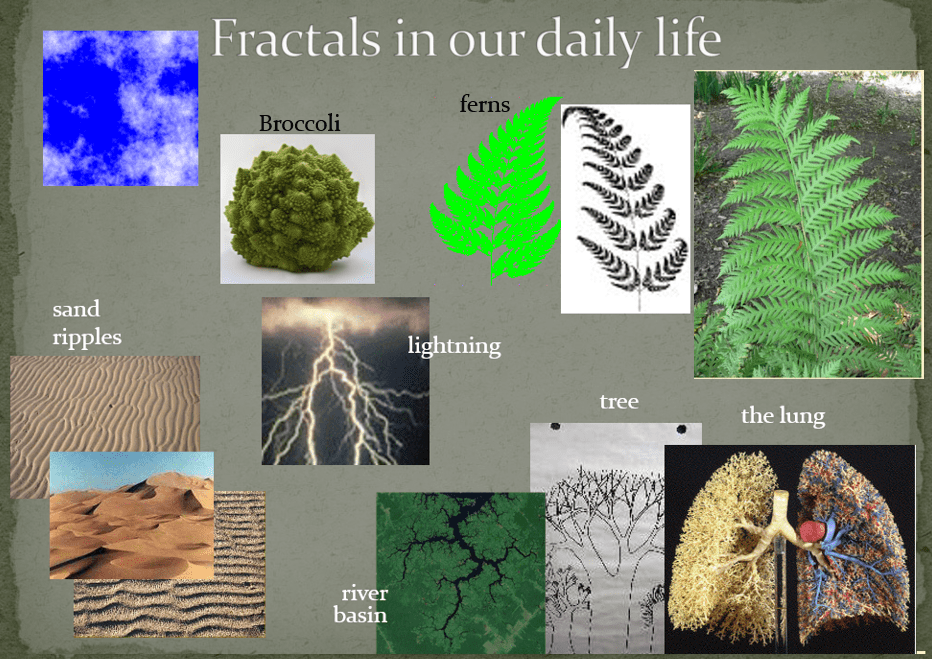 Fractals in our daily life
ferns
Broccoli
sand
ripples
lightning
tree
the lung
river
basin